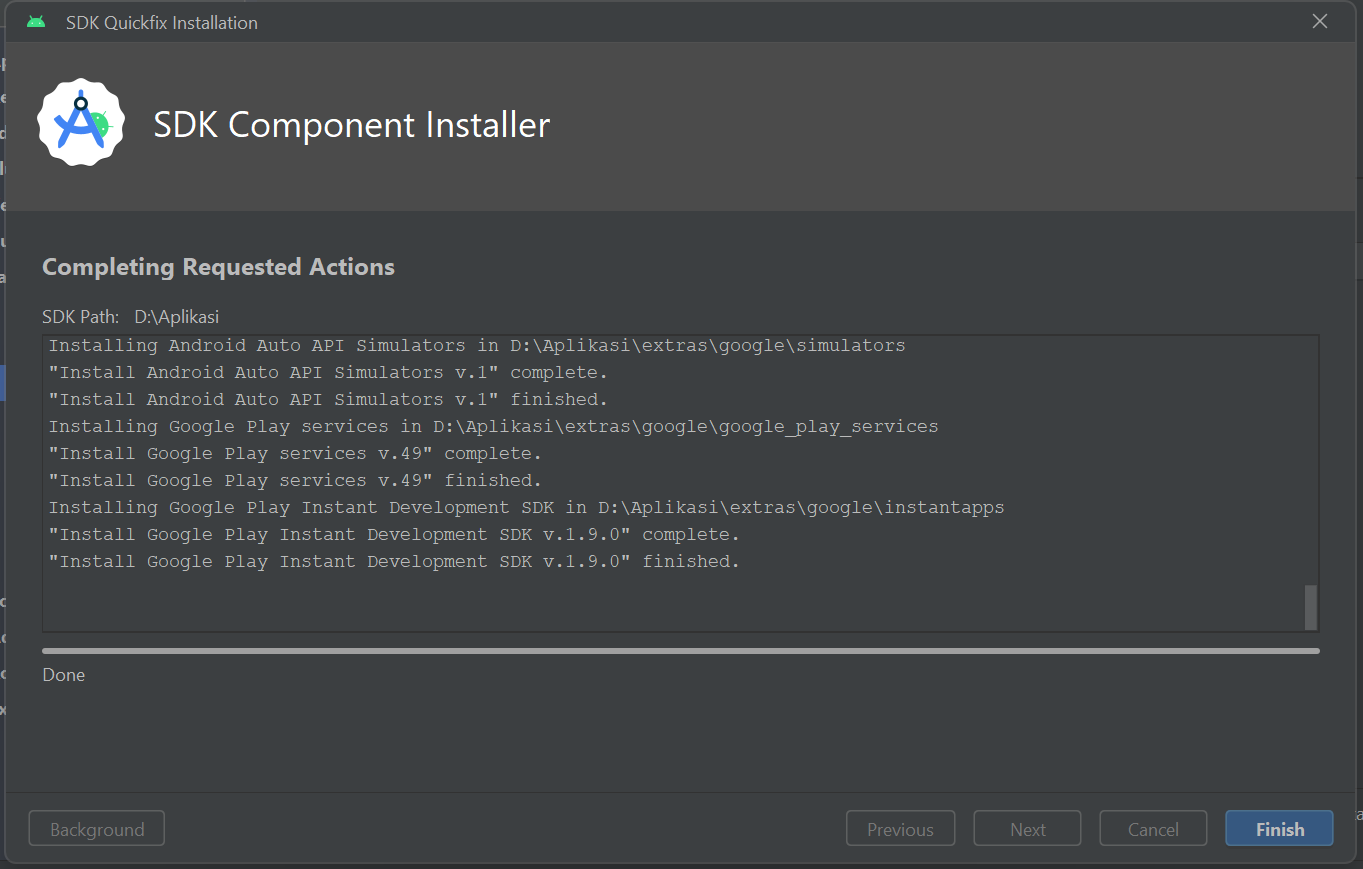 SDK Quickfix Installation
SDK Component Installer
Completing Requested Actions
SDK Path: D:\Aplikasi
Installing Android Auto API Simulators in D:\Aplikasi\extras\google\simulators
"Install Android Auto API Simulators v.1" complete.
"Install Android Auto API Simulators v.1" finished.
Installing Google Play services in D:\Aplikasi\extras\google\google_play_services
"Install Google Play services v.49" complete.
"Install Google Play services v.49" finished.
Installing Google Play Instant Development SDK in D:\Aplikasi\extras\google\instantapps
"Install Google Play Instant Development SDK v.1.9.0" complete.
"Install Google Play Instant Development SDK v.1.9.0" finished.
Done
Background Previous Next Cancel Finish